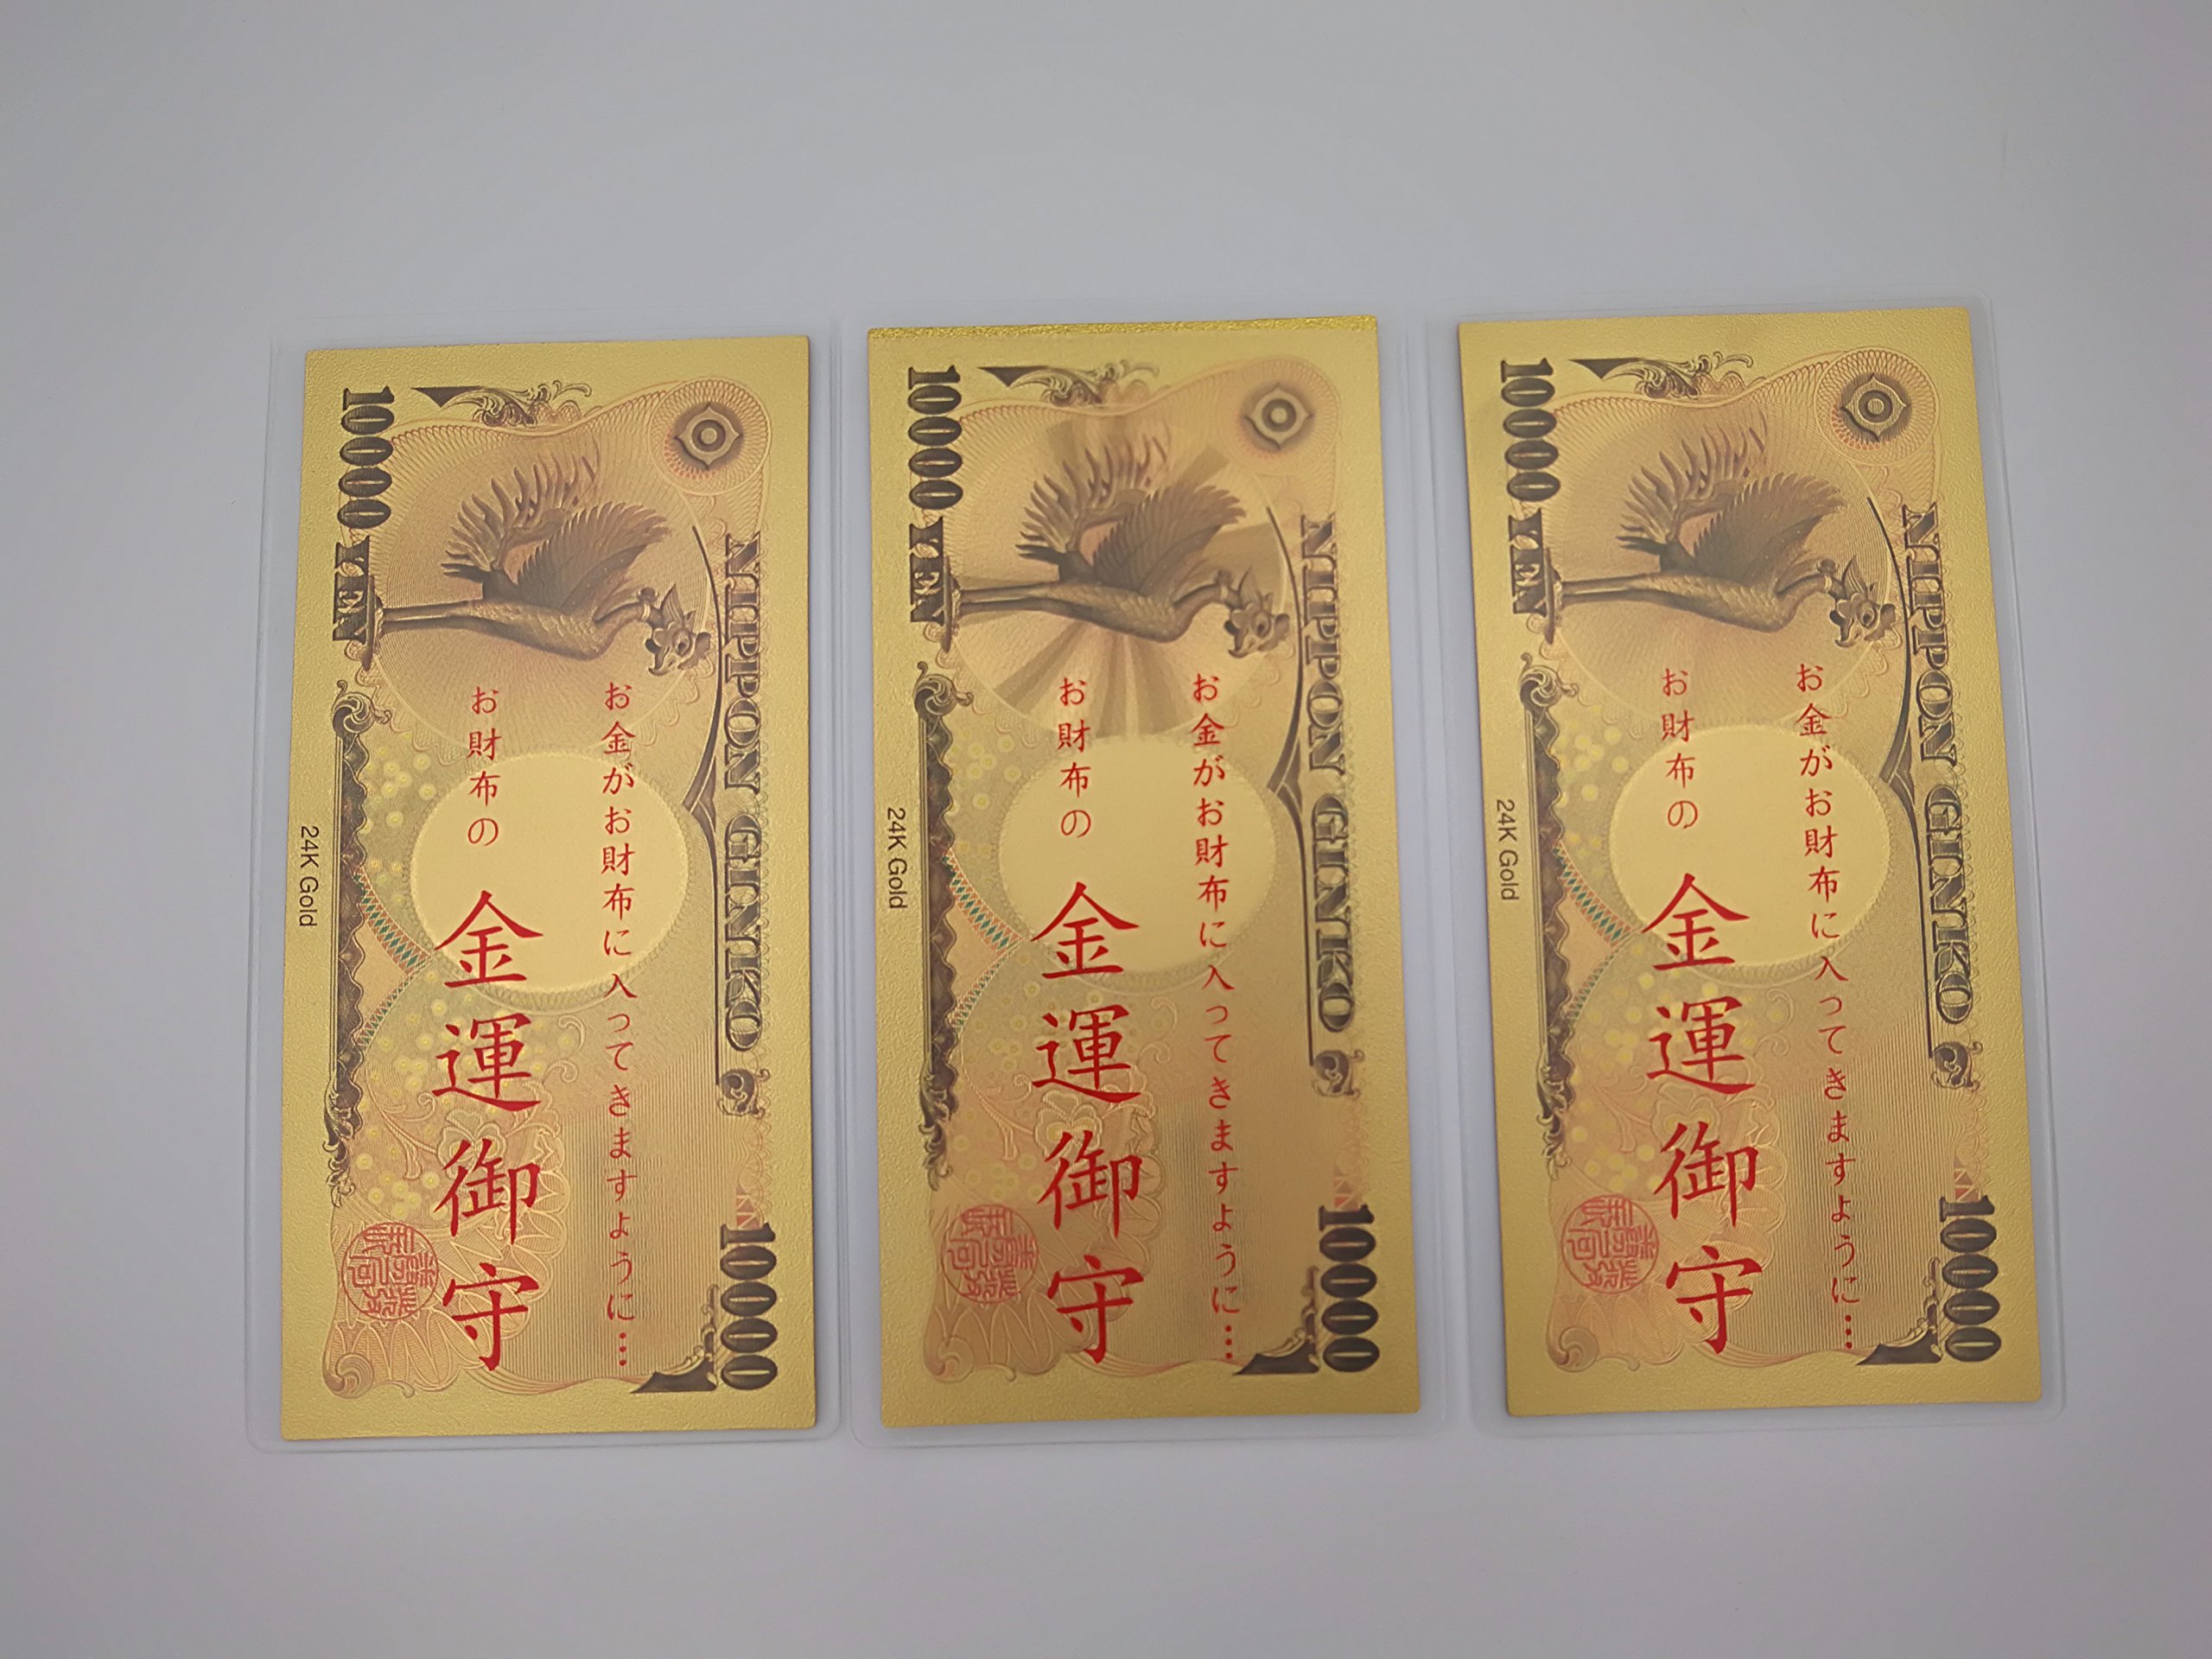 10000 YEN
NIPPON GINKO
お金がお財布に入ってきますように…
お財布の 金運御守
24K Gold
10000
10000 YEN
NIPPON GINKO
お金がお財布に入ってきますように…
お財布の 金運御守
24K Gold
10000
10000 YEN
NIPPON GINKO
お金がお財布に入ってきますように…
お財布の 金運御守
24K Gold
10000